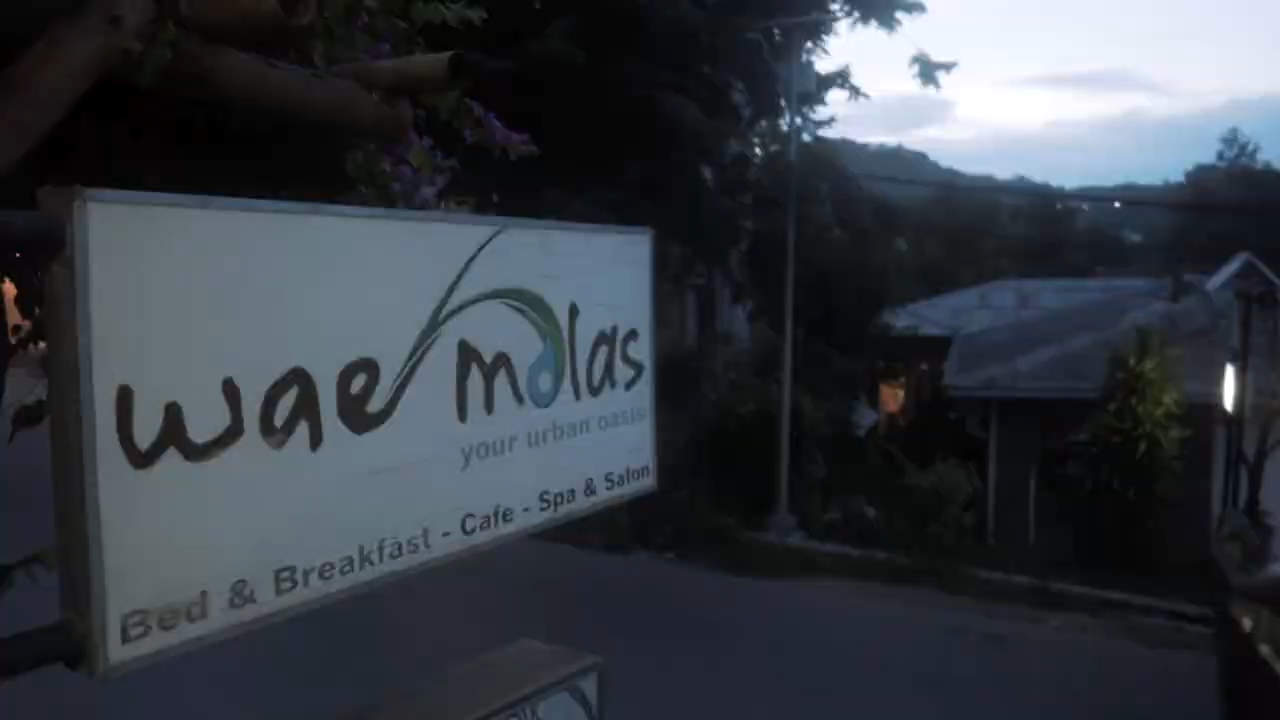 wae molas
your urban oasis
Bed & Breakfast - Cafe - Spa & Salon